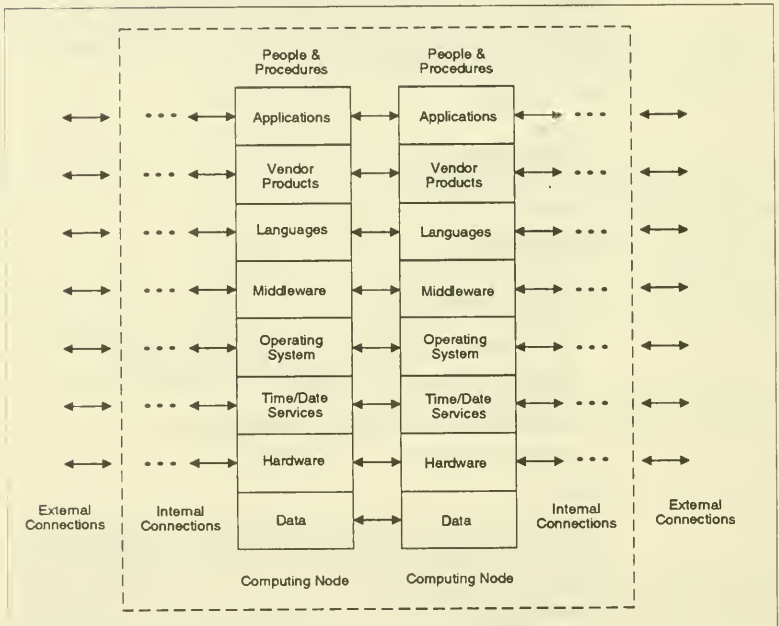 People &
Procedures
People &
Procedures
Applications
Applications
Vendor
Products
Vendor
Products
Languages
Languages
Middleware
Middleware
Operating
System
Operating
System
Time/Date
Services
Time/Date
Services
Hardware
Hardware
External
Connections
Internal
Connections
Data
Data
Internal
Connections
External
Connections
Computing Node
Computing Node